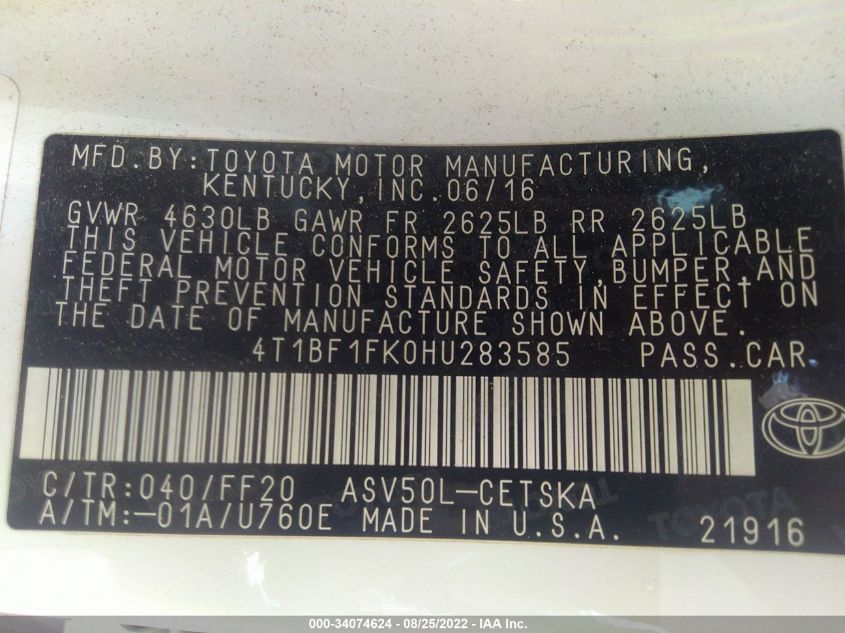 MFD.BY:TOYOTA MOTOR MANUFACTURING,
KENTUCKY,INC.06/16
GVWR 4630LB GAWR FR 2625LB RR 2625LB
THIS VEHICLE CONFORMS TO ALL APPLICABLE
FEDERAL MOTOR VEHICLE SAFETY,BUMPER,AND
THEFT PREVENTION STANDARDS IN EFFECT ON
THE DATE OF MANUFACTURE SHOWN ABOVE.
4T1BF1FK0HU283585 PASS.CAR
C/TR:040/FF20 ASV50L-CETSKA
A/TM:-01A/U760E MADE IN U.S.A. 21916
TOYOTA
000-34074624 - 08/25/2022 - IAA Inc.